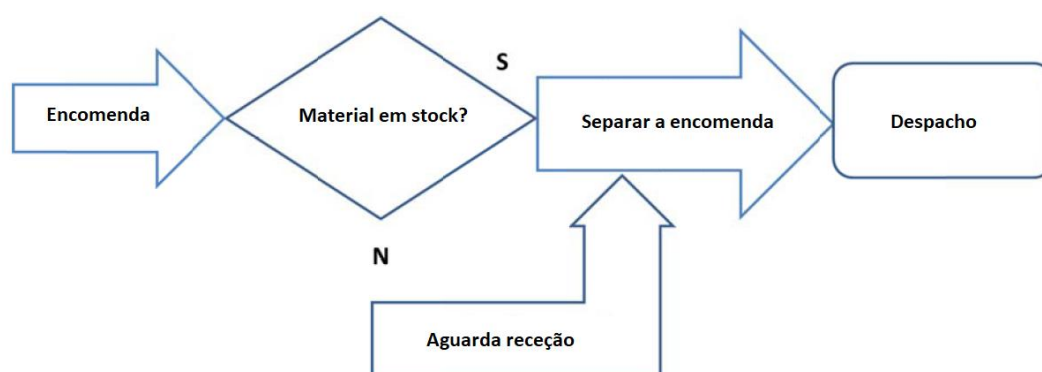 Encomenda
Material em stock?
S
Separar a encomenda
Despacho
N
Aguarda receção